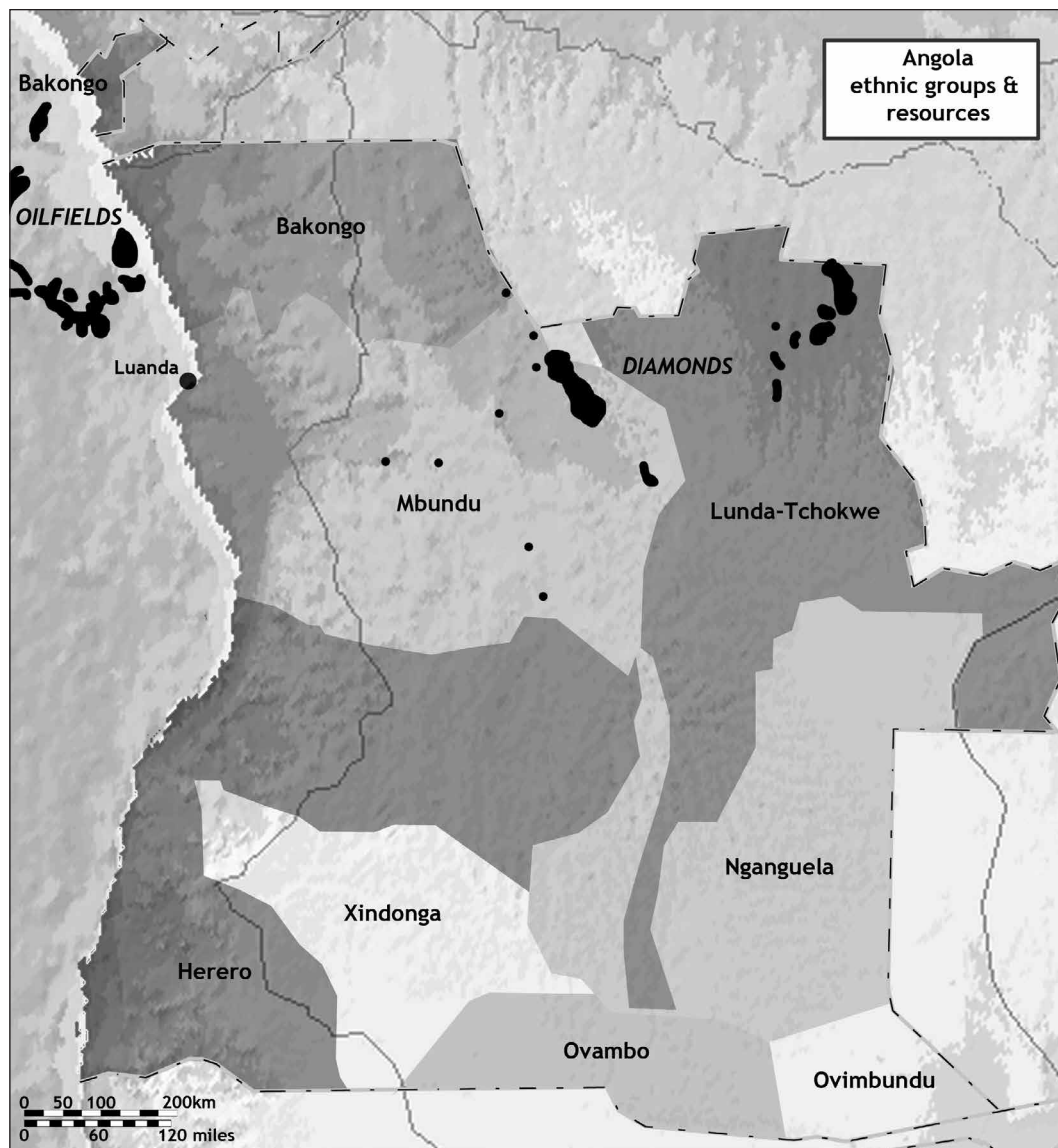 Angola
ethnic groups &
resources
Bakongo
OILFIELDS
Bakongo
Luanda
DIAMONDS
Mbundu
Lunda-Tchokwe
Nganguela
Xindonga
Herero
Ovambo
Ovimbundu
0 50 100 200km
0 60 120 miles